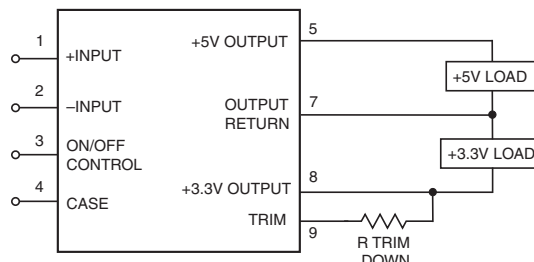 1
+INPUT
2
–INPUT
3
ON/OFF
CONTROL
4
CASE
+5V OUTPUT
5
OUTPUT
RETURN
7
+3.3V OUTPUT
8
TRIM
9
+5V LOAD
+3.3V LOAD
R TRIM
DOWN